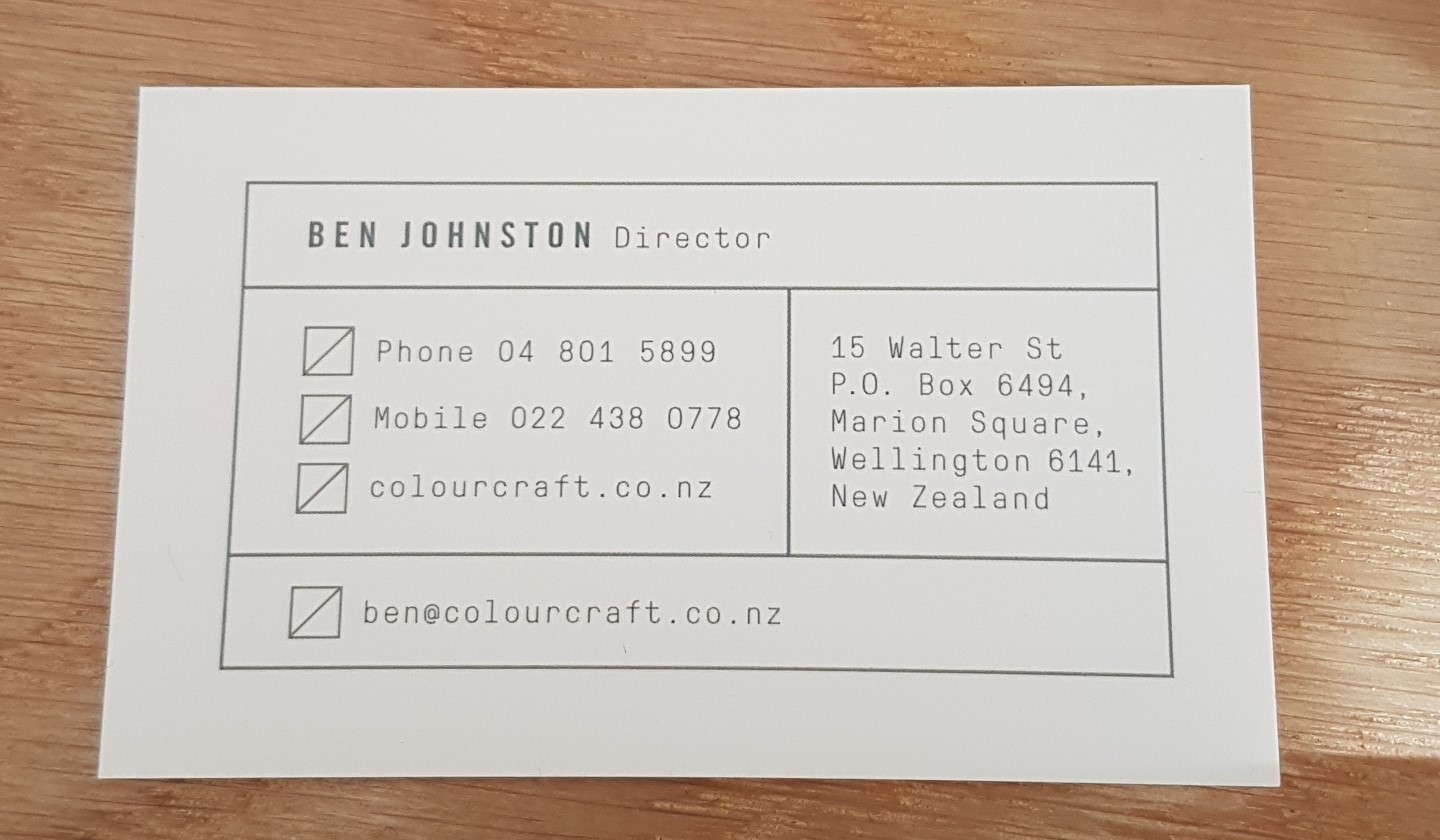 BEN JOHNSTON Director
Phone 04 801 5899
Mobile 022 438 0778
colourcraft.co.nz
15 Walter St
P.O. Box 6494,
Marion Square,
Wellington 6141,
New Zealand
ben@colourcraft.co.nz